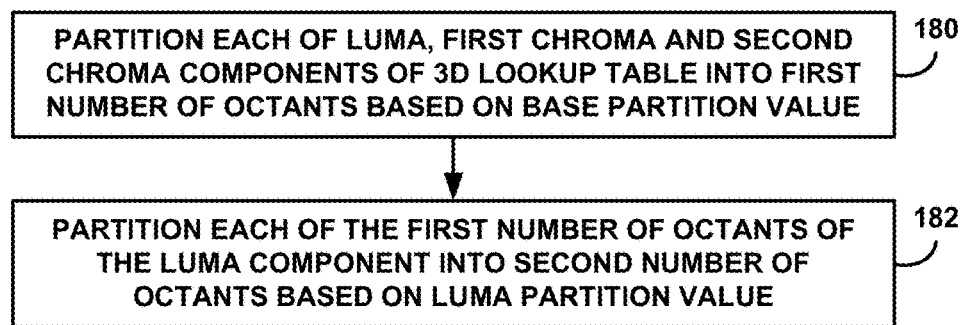 PARTITION EACH OF LUMA, FIRST CHROMA AND SECOND
CHROMA COMPONENTS OF 3D LOOKUP TABLE INTO FIRST
NUMBER OF OCTANTS BASED ON BASE PARTITION VALUE
180
PARTITION EACH OF THE FIRST NUMBER OF OCTANTS OF
THE LUMA COMPONENT INTO SECOND NUMBER OF
OCTANTS BASED ON LUMA PARTITION VALUE
182